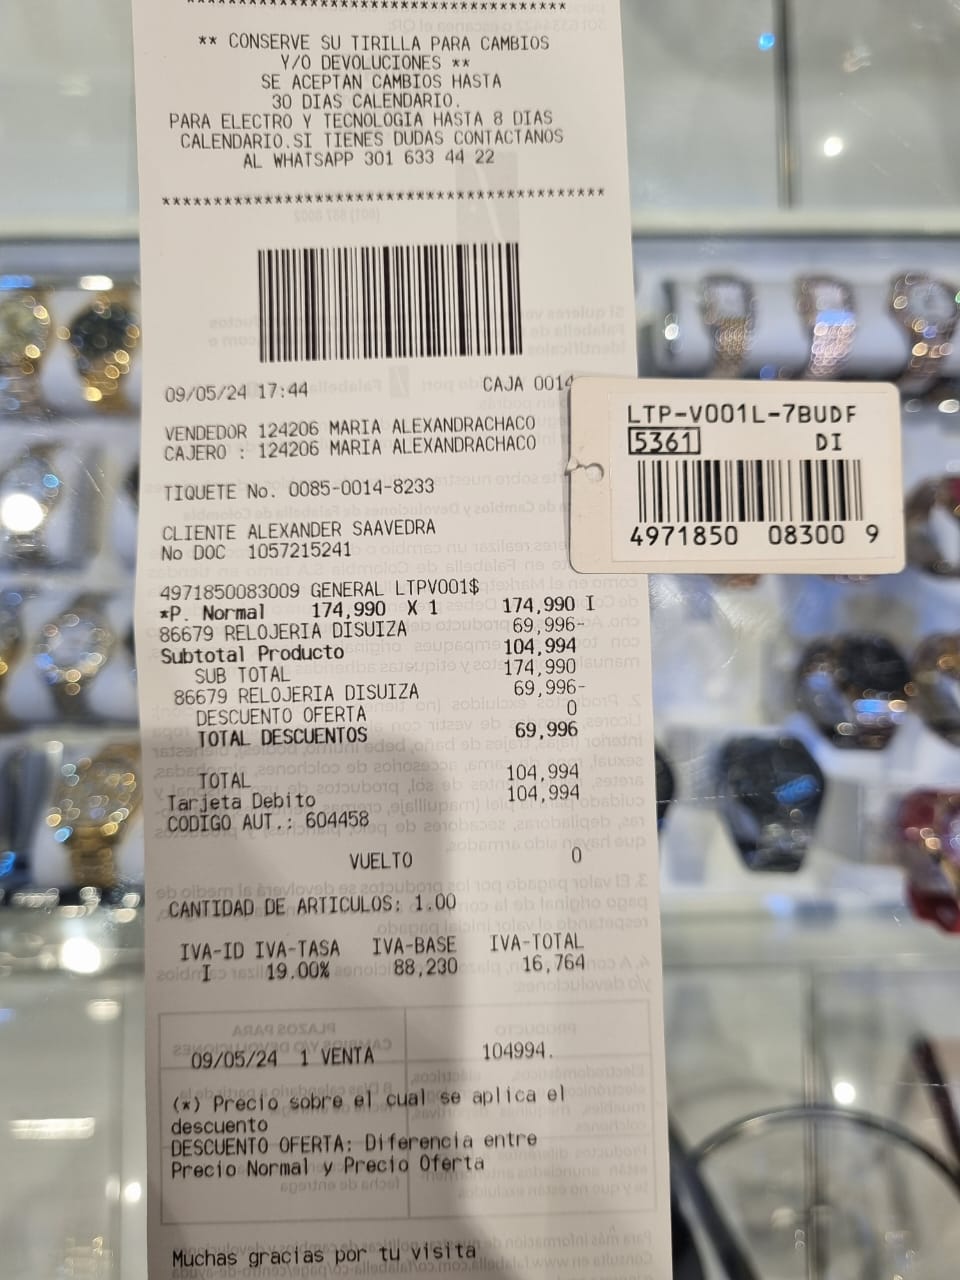 ** CONSERVE SU TIRILLA PARA CAMBIOS
Y/O DEVOLUCIONES **
SE ACEPTAN CAMBIOS HASTA
30 DIAS CALENDARIO.
PARA ELECTRO Y TECNOLOGIA HASTA 8 DIAS
CALENDARIO.SI TIENES DUDAS CONTACTANOS
AL WHATSAPP 301 633 44 22
09/05/24 17:44 CAJA 0014
VENDEDOR 124206 MARIA ALEXANDRACHACO
CAJERO : 124206 MARIA ALEXANDRACHACO
TIQUETE No. 0085-0014-8233
CLIENTE ALEXANDER SAAVEDRA
No DOC 1057215241
4971850083009 GENERAL LTPV001$
*P. Normal 174,990 X 1 174,990 I
86679 RELOJERIA DISUIZA 69,996-
Subtotal Producto 104,994
SUB TOTAL 174,990
86679 RELOJERIA DISUIZA 69,996-
DESCUENTO OFERTA 0
TOTAL DESCUENTOS 69,996
TOTAL 104,994
Tarjeta Debito 104,994
CODIGO AUT.: 604458
VUELTO 0
CANTIDAD DE ARTICULOS: 1.00
IVA-ID IVA-TASA IVA-BASE IVA-TOTAL
I 19.00% 88,230 16,764
09/05/24 1 VENTA 104994.
(*) Precio sobre el cual se aplica el
descuento
DESCUENTO OFERTA: Diferencia entre
Precio Normal y Precio Oferta
Muchas gracias por tu visita
LTP-V001L-7BUDF
5361 DI
4971850 08300 9